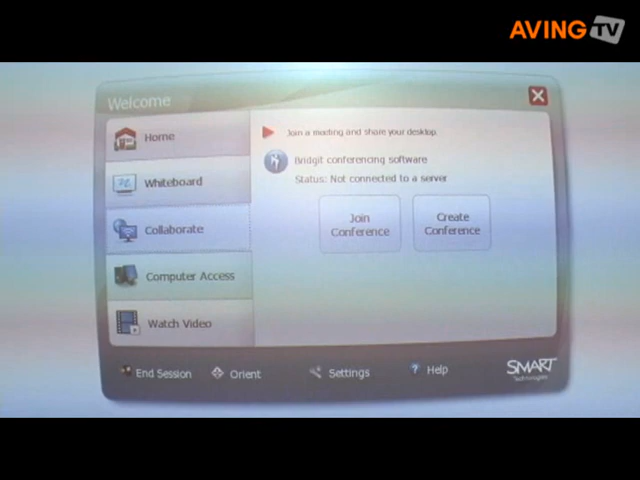 AVING TV
Welcome
Home
Whiteboard
Collaborate
Computer Access
Watch Video
Join a meeting and share your desktop.
Bridgit conferencing software
Status: Not connected to a server
Join
Conference
Create
Conference
End Session
Orient
Settings
Help
SMART
Technologies